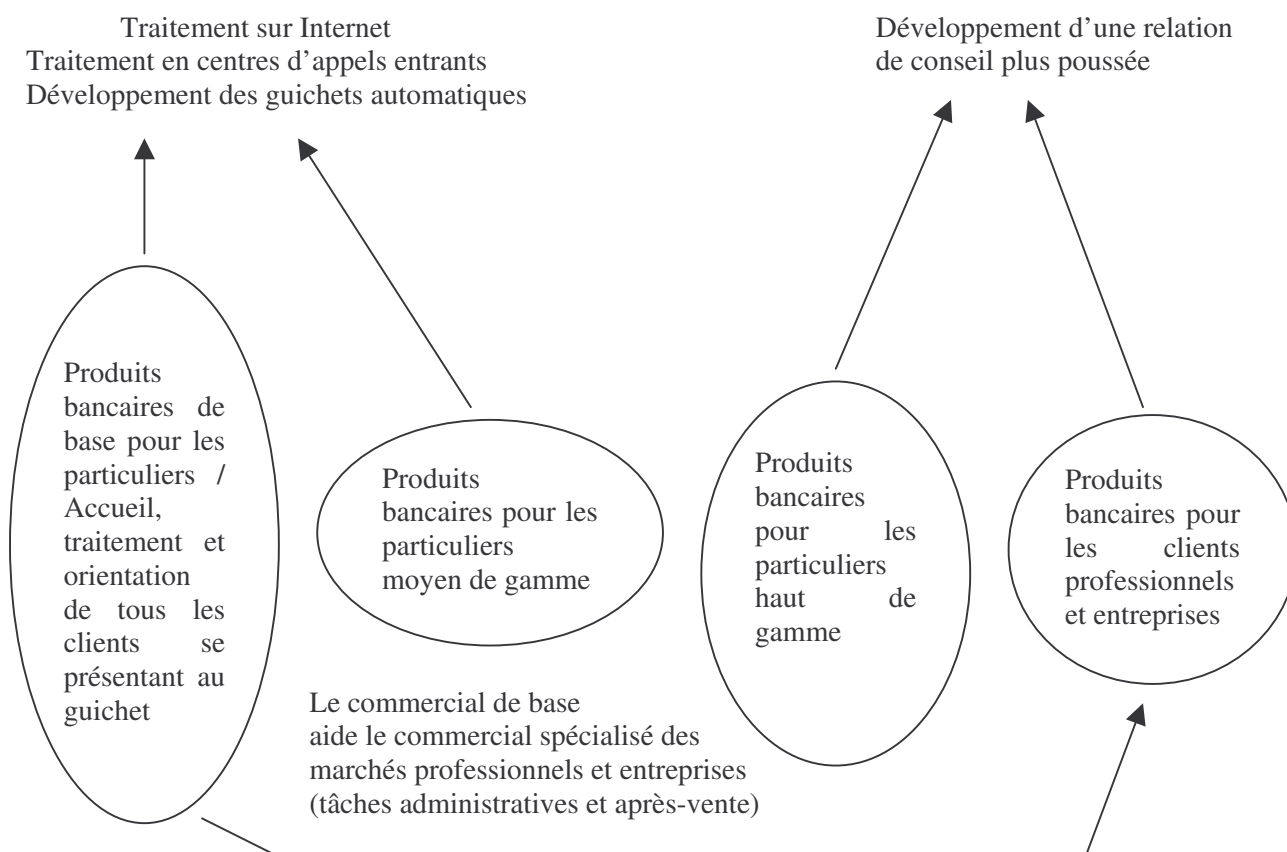 Traitement sur Internet
Traitement en centres d'appels entrants
Développement des guichets automatiques
Développement d'une relation
de conseil plus poussée
Produits
bancaires de
base pour les
particuliers /
Accueil,
traitement et
orientation
de tous les
clients se
présentant au
guichet
Produits
bancaires pour les
particuliers
moyen de gamme
Produits
bancaires
pour les
particuliers
haut de
gamme
Produits
bancaires pour
les clients
professionnels
et entreprises
Le commercial de base
aide le commercial spécialisé des
marchés professionnels et entreprises
(tâches administratives et après-vente)